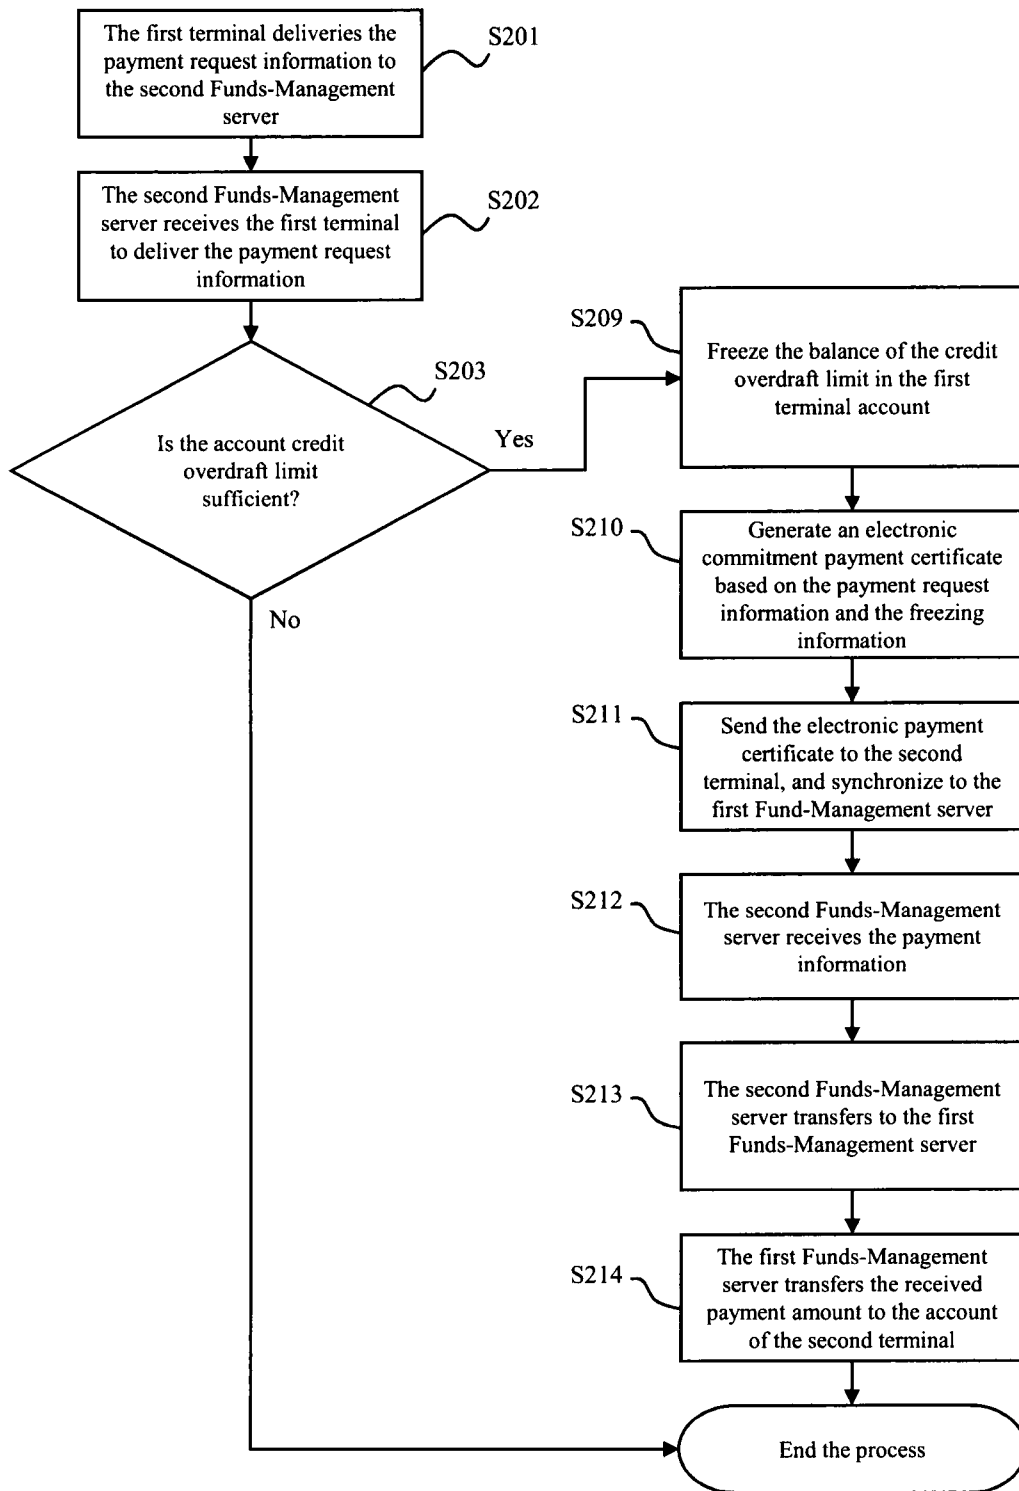 The first terminal deliveries the
payment request information to
the second Funds-Management
server
S201
The second Funds-Management
server receives the first terminal
to deliver the payment request
information
S202
S203
Is the account credit
overdraft limit
sufficient?
Yes
No
S209
Freeze the balance of the credit
overdraft limit in the first
terminal account
S210
Generate an electronic
commitment payment certificate
based on the payment request
information and the freezing
information
S211
Send the electronic payment
certificate to the second
terminal, and synchronize to the
first Fund-Management server
S212
The second Funds-Management
server receives the payment
information
S213
The second Funds-Management
server transfers to the first
Funds-Management server
S214
The first Funds-Management
server transfers the received
payment amount to the account
of the second terminal
End the process